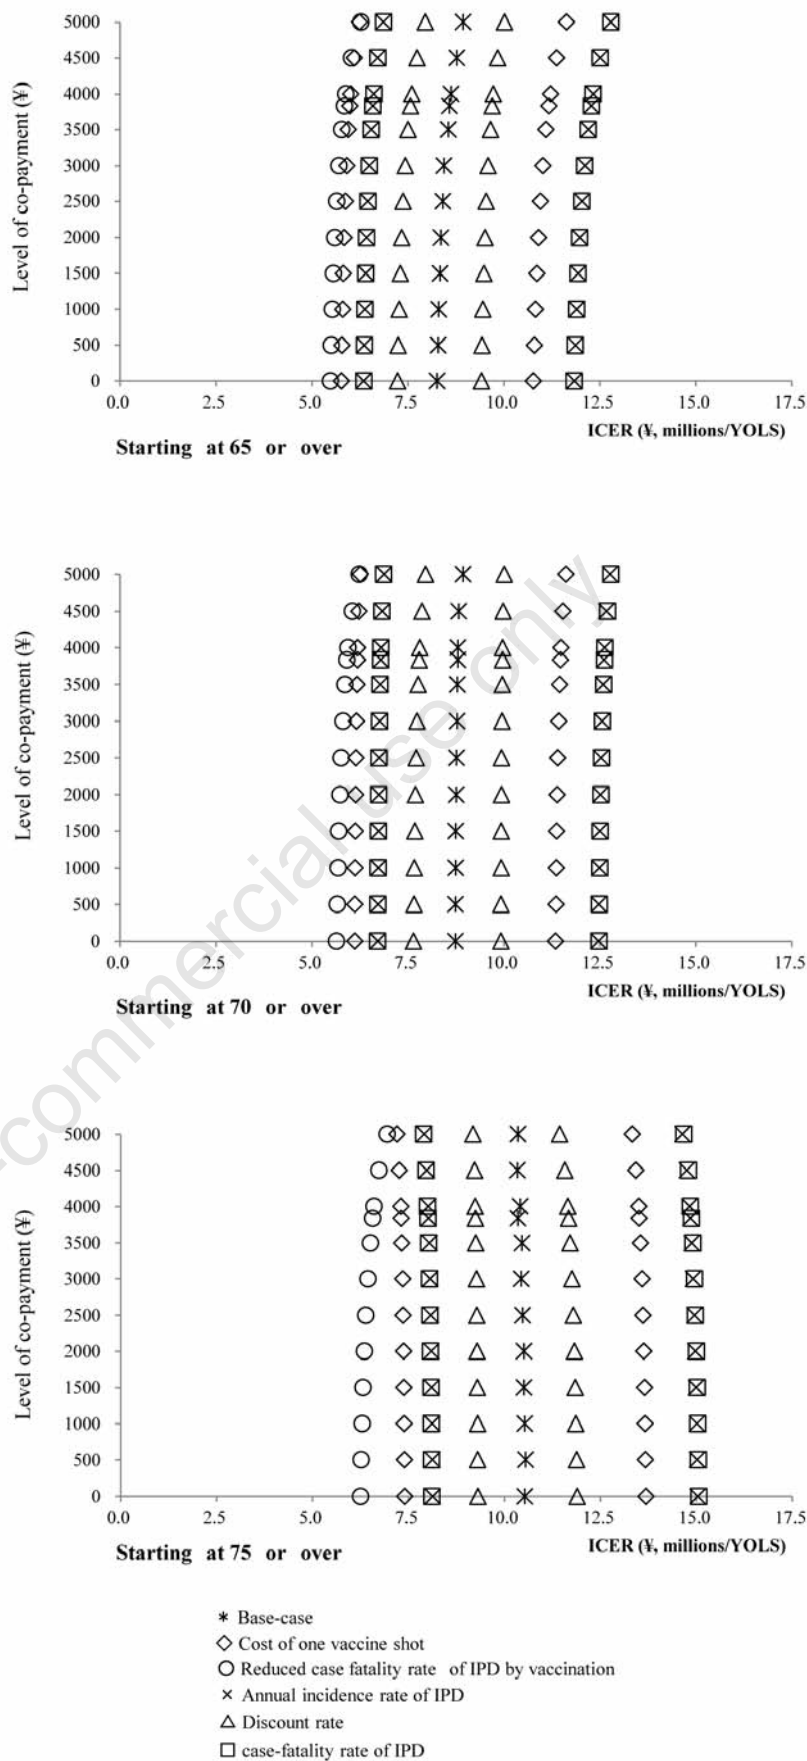 5000
4500
4000
3500
3000
2500
2000
1500
1000
500
0
Level of co-payment (¥)
0.0 2.5 5.0 7.5 10.0 12.5 15.0 17.5
ICER (¥, millions/YOLS)
Starting at 65 or over
5000
4500
4000
3500
3000
2500
2000
1500
1000
500
0
Level of co-payment (¥)
0.0 2.5 5.0 7.5 10.0 12.5 15.0 17.5
ICER (¥, millions/YOLS)
Starting at 70 or over
5000
4500
4000
3500
3000
2500
2000
1500
1000
500
0
Level of co-payment (¥)
0.0 2.5 5.0 7.5 10.0 12.5 15.0 17.5
ICER (¥, millions/YOLS)
Starting at 75 or over
Base-case
Cost of one vaccine shot
Reduced case fatality rate of IPD by vaccination
Annual incidence rate of IPD
Discount rate
case-fatality rate of IPD
-commercial use only